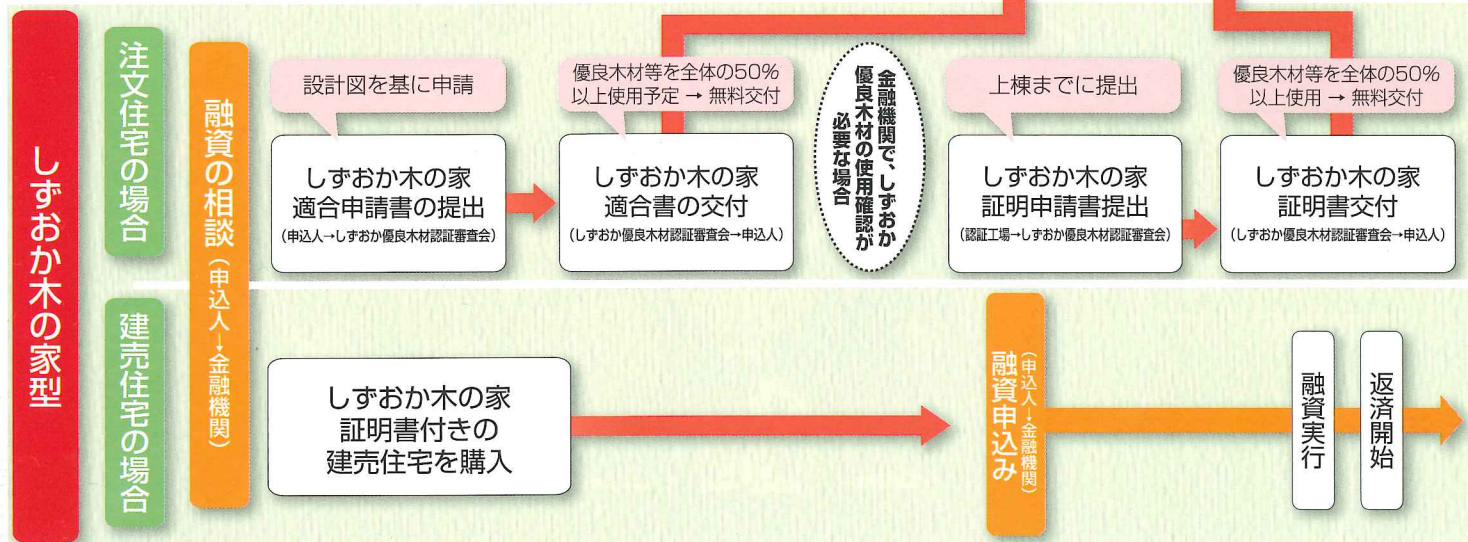 しずおか木の家型
注文住宅の場合
融資の相談(申込人→金融機関)
設計図を基に申請
しずおか木の家
適合申請書の提出
(申込人→しずおか優良木材認証審査会)
優良木材等を全体の50%
以上使用予定 → 無料交付
しずおか木の家
適合書の交付
(しずおか優良木材認証審査会→申込人)
金融機関で、しずおか
優良木材の使用確認が
必要な場合
上棟までに提出
しずおか木の家
証明申請書提出
(認証工場→しずおか優良木材認証審査会)
優良木材等を全体の50%
以上使用 → 無料交付
しずおか木の家
証明書交付
(しずおか優良木材認証審査会→申込人)
建売住宅の場合
しずおか木の家
証明書付きの
建売住宅を購入
(申込人→金融機関)
融資申込み
融資実行
返済開始